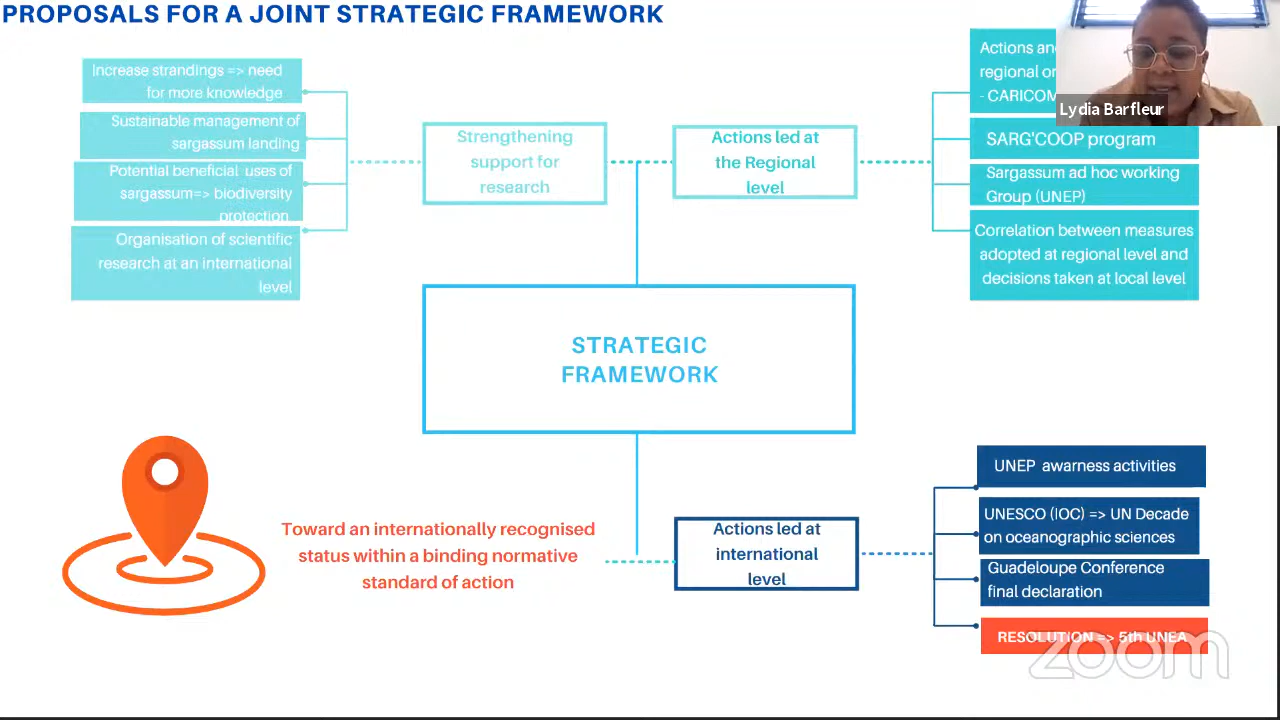 PROPOSALS FOR A JOINT STRATEGIC FRAMEWORK
Increase strandings => need
for more knowledge
Sustainable management of
sargassum landing
Potential beneficial uses of
sargassum=> biodiversity
protection
Organisation of scientific
research at an international
level
Strengthening
support for
research
Actions led at
the Regional
level
Actions
regional
- CARICOM
Lydia Barfleur
SARG'COOP program
Sargassum ad hoc working
Group (UNEP)
Correlation between measures
adopted at regional level and
decisions taken at local level
STRATEGIC
FRAMEWORK
Toward an internationally recognised
status within a binding normative
standard of action
Actions led at
international
level
UNEP awarness activities
UNESCO (IOC) => UN Decade
on oceanographic sciences
Guadeloupe Conference
final declaration
RESOLUTION => 5th UNEA
zoom